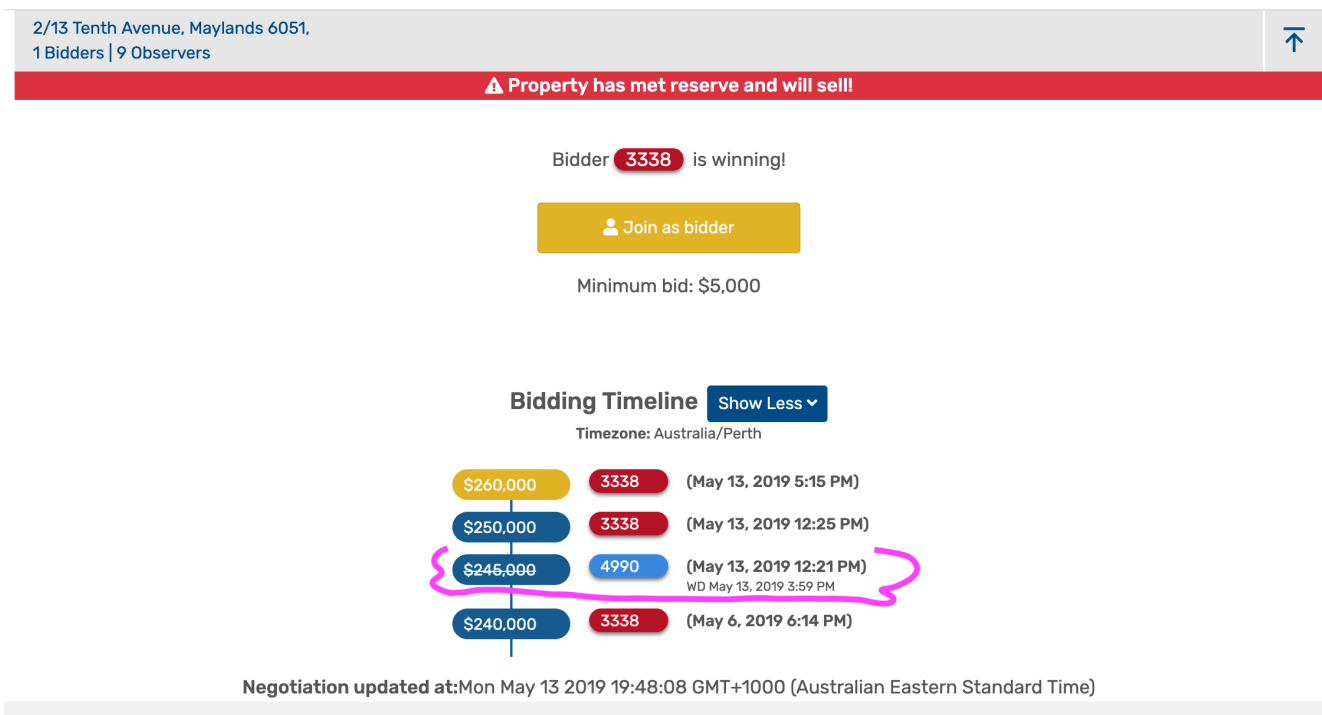 2/13 Tenth Avenue, Maylands 6051,
1 Bidders | 9 Observers
Property has met reserve and will sell!
Bidder 3338 is winning!
Join as bidder
Minimum bid: $5,000
Bidding Timeline Show Less
Timezone: Australia/Perth
$260,000 3338 (May 13, 2019 5:15 PM)
$250,000 3338 (May 13, 2019 12:25 PM)
$245,000 4990 (May 13, 2019 12:21 PM)
WD May 13, 2019 3:59 PM
$240,000 3338 (May 6, 2019 6:14 PM)
Negotiation updated at:Mon May 13 2019 19:48:08 GMT+1000 (Australian Eastern Standard Time)